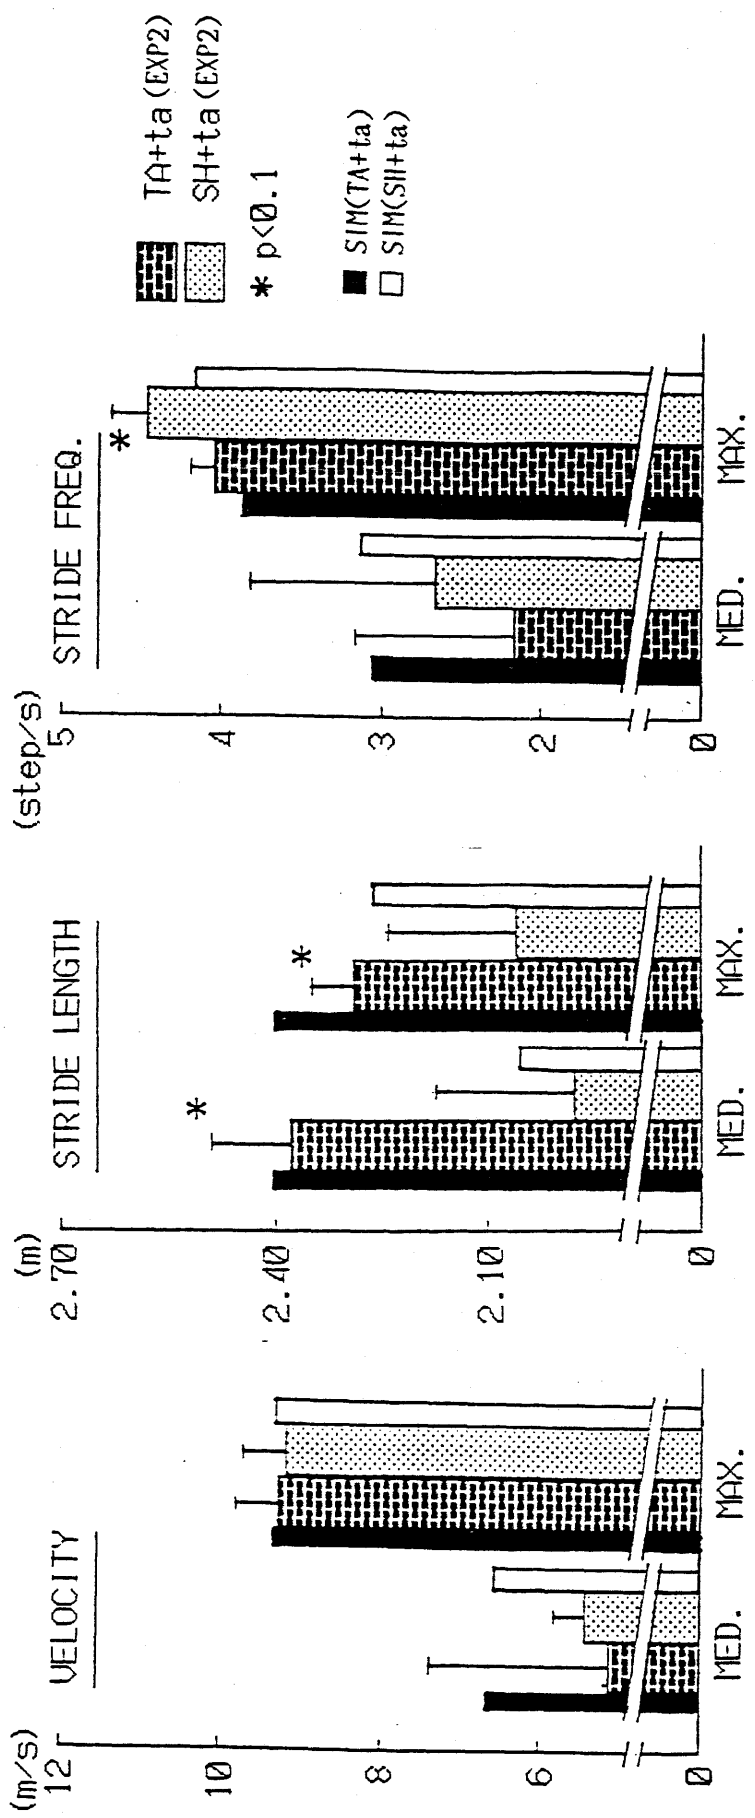 (m/s)
12
10
8
6
0
VELOCITY
MED.
MAX.
(m)
2.70
2.40
2.10
0
STRIDE LENGTH
*
*
MED.
MAX.
(step/s)
5
4
3
2
0
STRIDE FREQ.
*
MED.
MAX.
TA+ta(EXP2)
SH+ta(EXP2)
* p<0.1
SIM(TA+ta)
SIM(SH+ta)